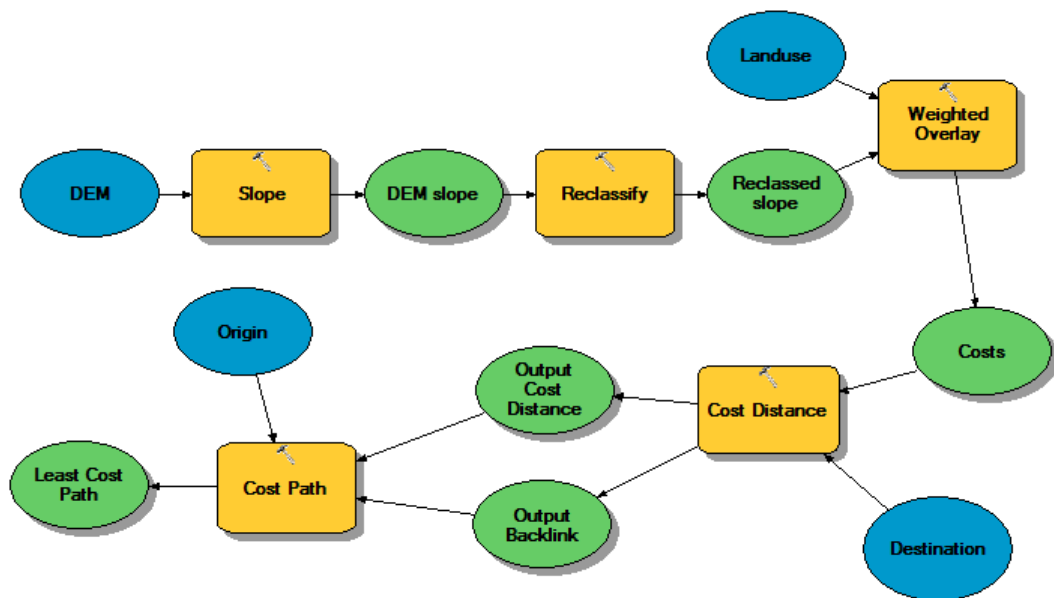 Landuse
Weighted
Overlay
DEM
Slope
DEM slope
Reclassify
Reclassed
slope
Origin
Costs
Output
Cost
Distance
Cost Distance
Least Cost
Path
Cost Path
Output
Backlink
Destination